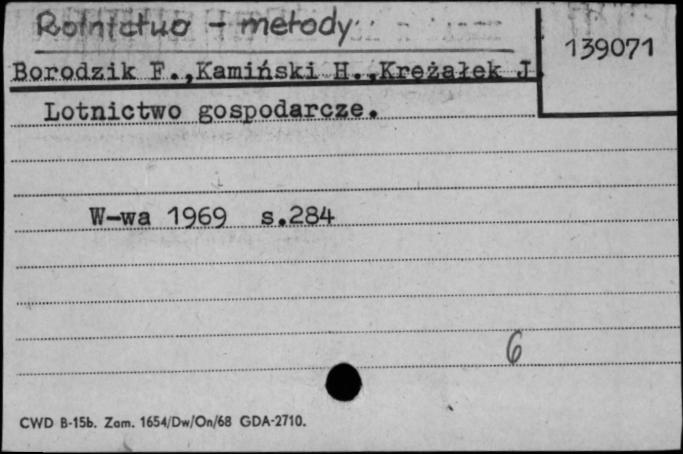 Rolnictwo - metody
139071
Borodzik F.,Kamiński H.,Krężałek J
Lotnictwo gospodarcze.
W-wa 1969 s.284
6
CWD B-15b. Zam. 1654/Dw/On/68 GDA-2710.